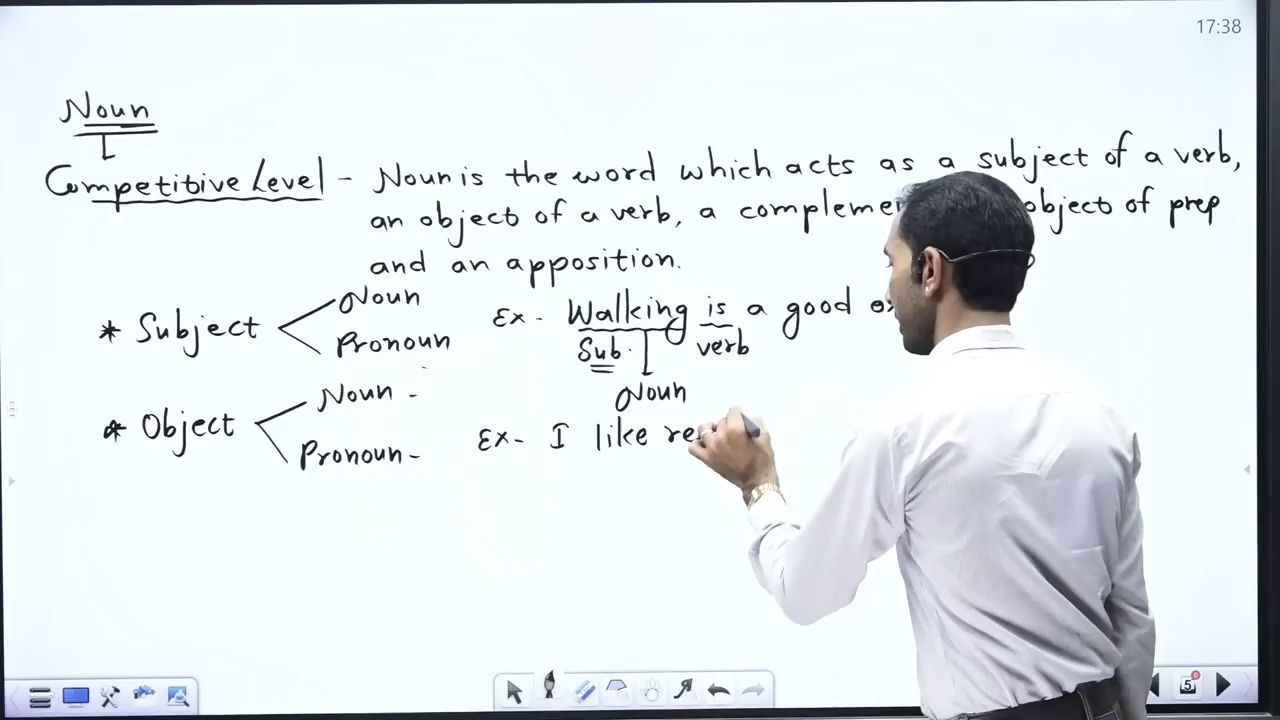 17:38
Noun
Competitive Level - Noun is the word which acts as a subject of a verb,
an object of a verb, a object of prep
and an apposition.
* Subject Noun
Pronoun
Ex - Walking is a good
Sub. verb
Noun
* Object Noun -
Pronoun -
Ex - I like
5